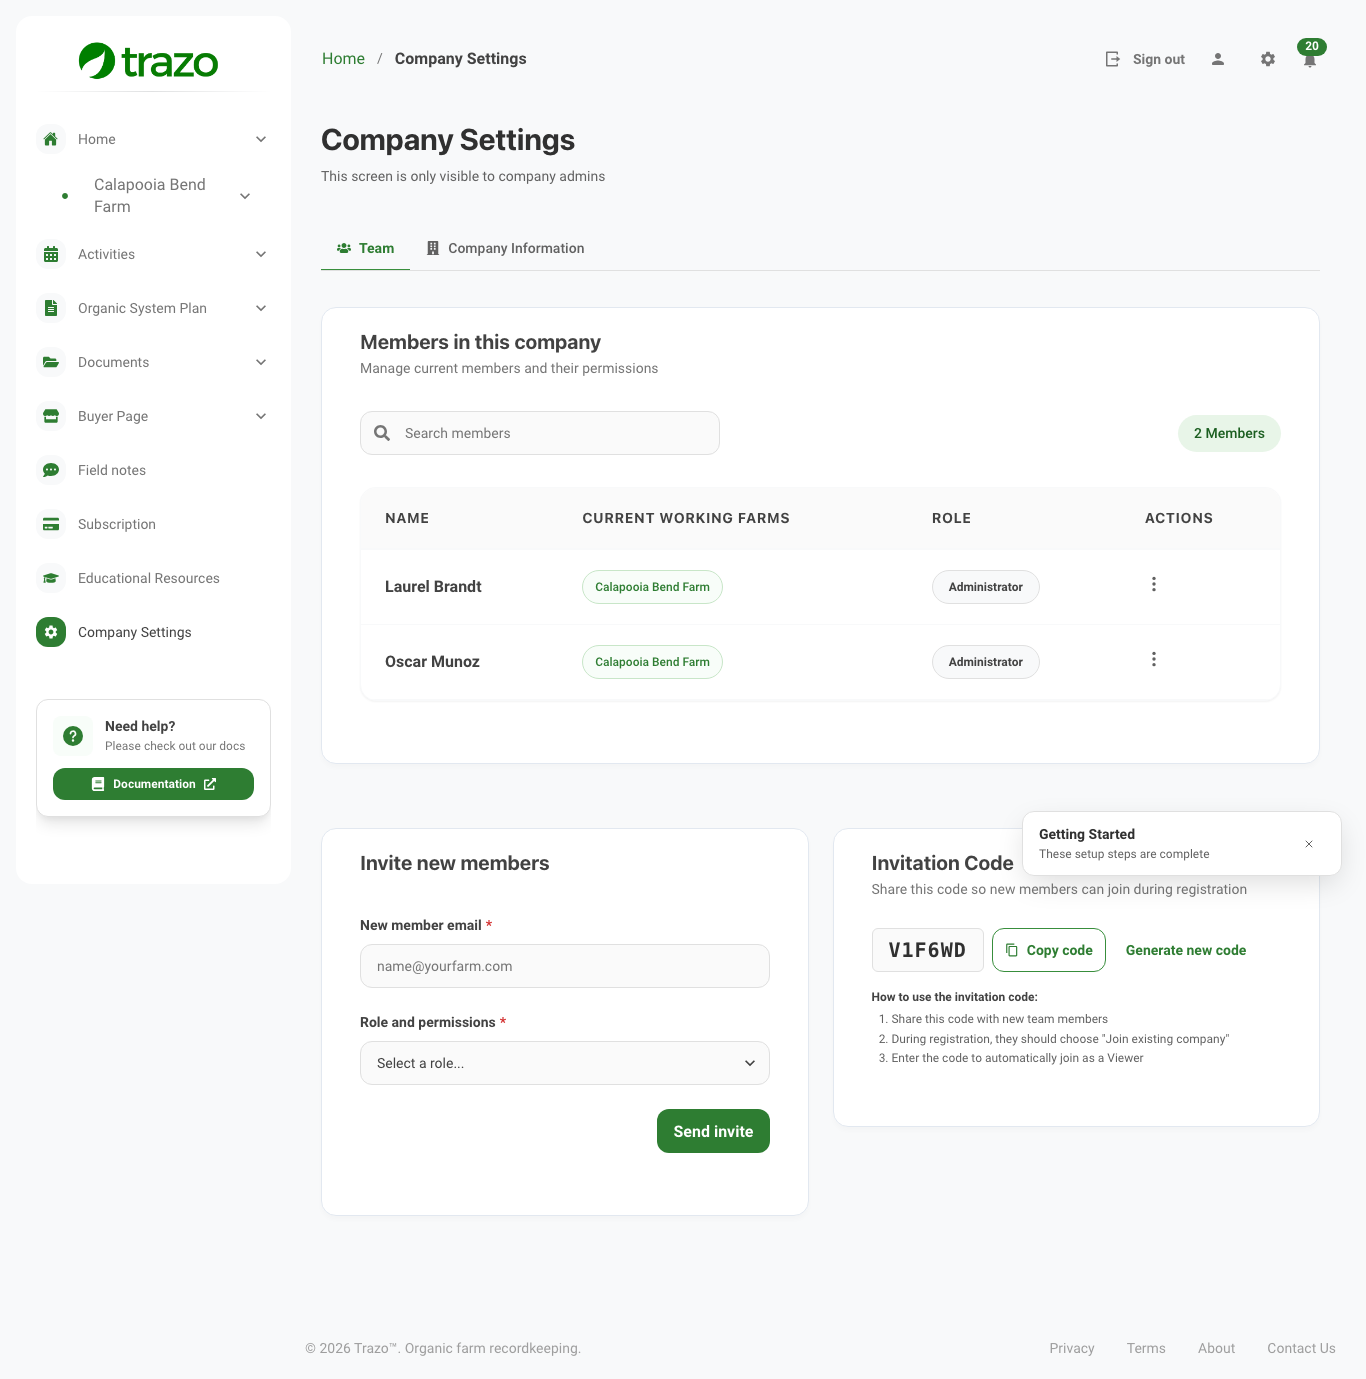 trazo
Home
Calapooia Bend
Farm
Activities
Organic System Plan
Documents
Buyer Page
Field notes
Subscription
Educational Resources
Company Settings
Need help?
Please check out our docs
Documentation
Home / Company Settings
Sign out
20
Company Settings
This screen is only visible to company admins
Team
Company Information
Members in this company
Manage current members and their permissions
Search members
2 Members
NAME CURRENT WORKING FARMS ROLE ACTIONS
Laurel Brandt Calapooia Bend Farm Administrator
Oscar Munoz Calapooia Bend Farm Administrator
Invite new members
New member email *
name@yourfarm.com
Role and permissions *
Select a role...
Send invite
Getting Started
These setup steps are complete
Invitation Code
Share this code so new members can join during registration
V1F6WD Copy code Generate new code
How to use the invitation code:
1. Share this code with new team members
2. During registration, they should choose "Join existing company"
3. Enter the code to automatically join as a Viewer
© 2026 Trazo™. Organic farm recordkeeping.
Privacy Terms About Contact Us